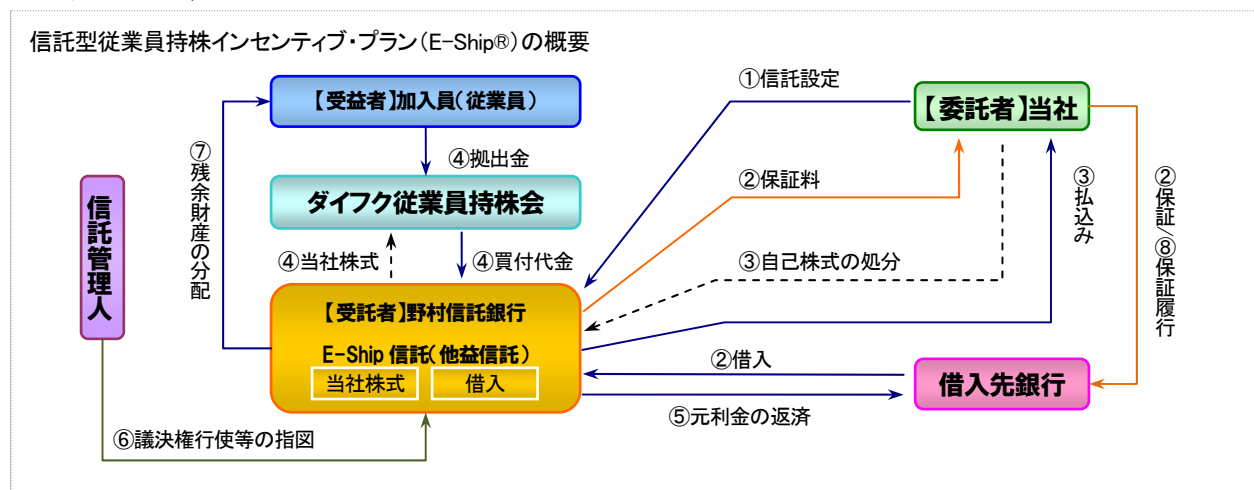 信託型従業員持株インセンティブ・プラン(E-Ship®)の概要
【受益者】加入員(従業員)
①信託設定
【委託者】当社
⑦残余財産の分配
④拠出金
②保証料
③払込み
②保証/⑧保証履行
信託管理人
ダイフク従業員持株会
④当社株式
④買付代金
③自己株式の処分
【受託者】野村信託銀行
E-Ship 信託(他益信託)
当社株式
借入
②借入
借入先銀行
⑤元利金の返済
⑥議決権行使等の指図